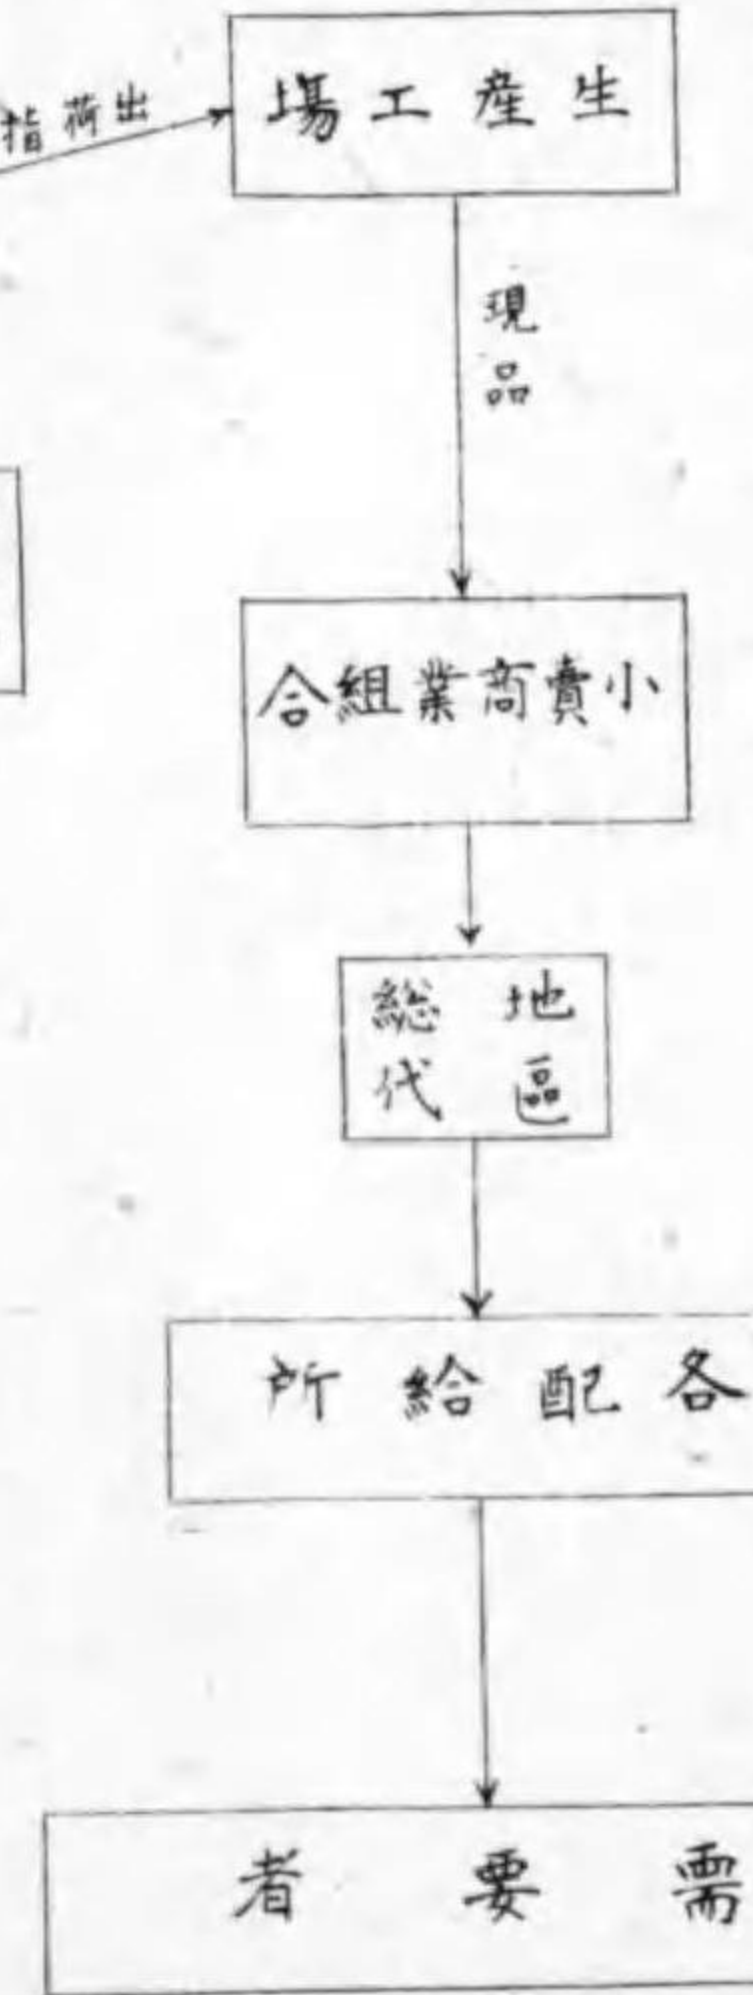 出荷指
生産工場
現品
小賣商業組合
地區
総代
各配給所
需要者